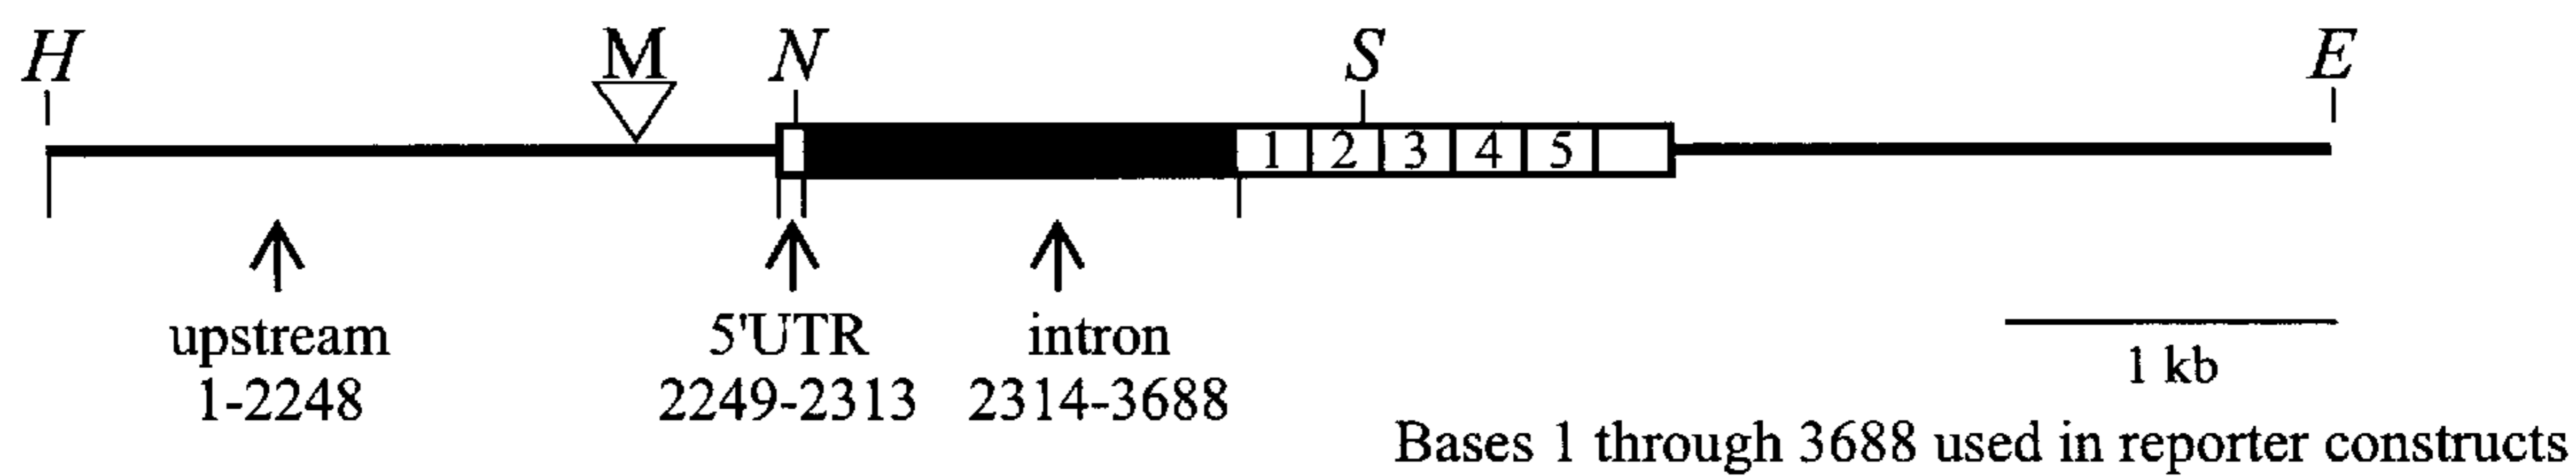 H M N S E
1 2 3 4 5
upstream 5'UTR intron
1-2248 2249-2313 2314-3688
1 kb
Bases 1 through 3688 used in reporter constructs